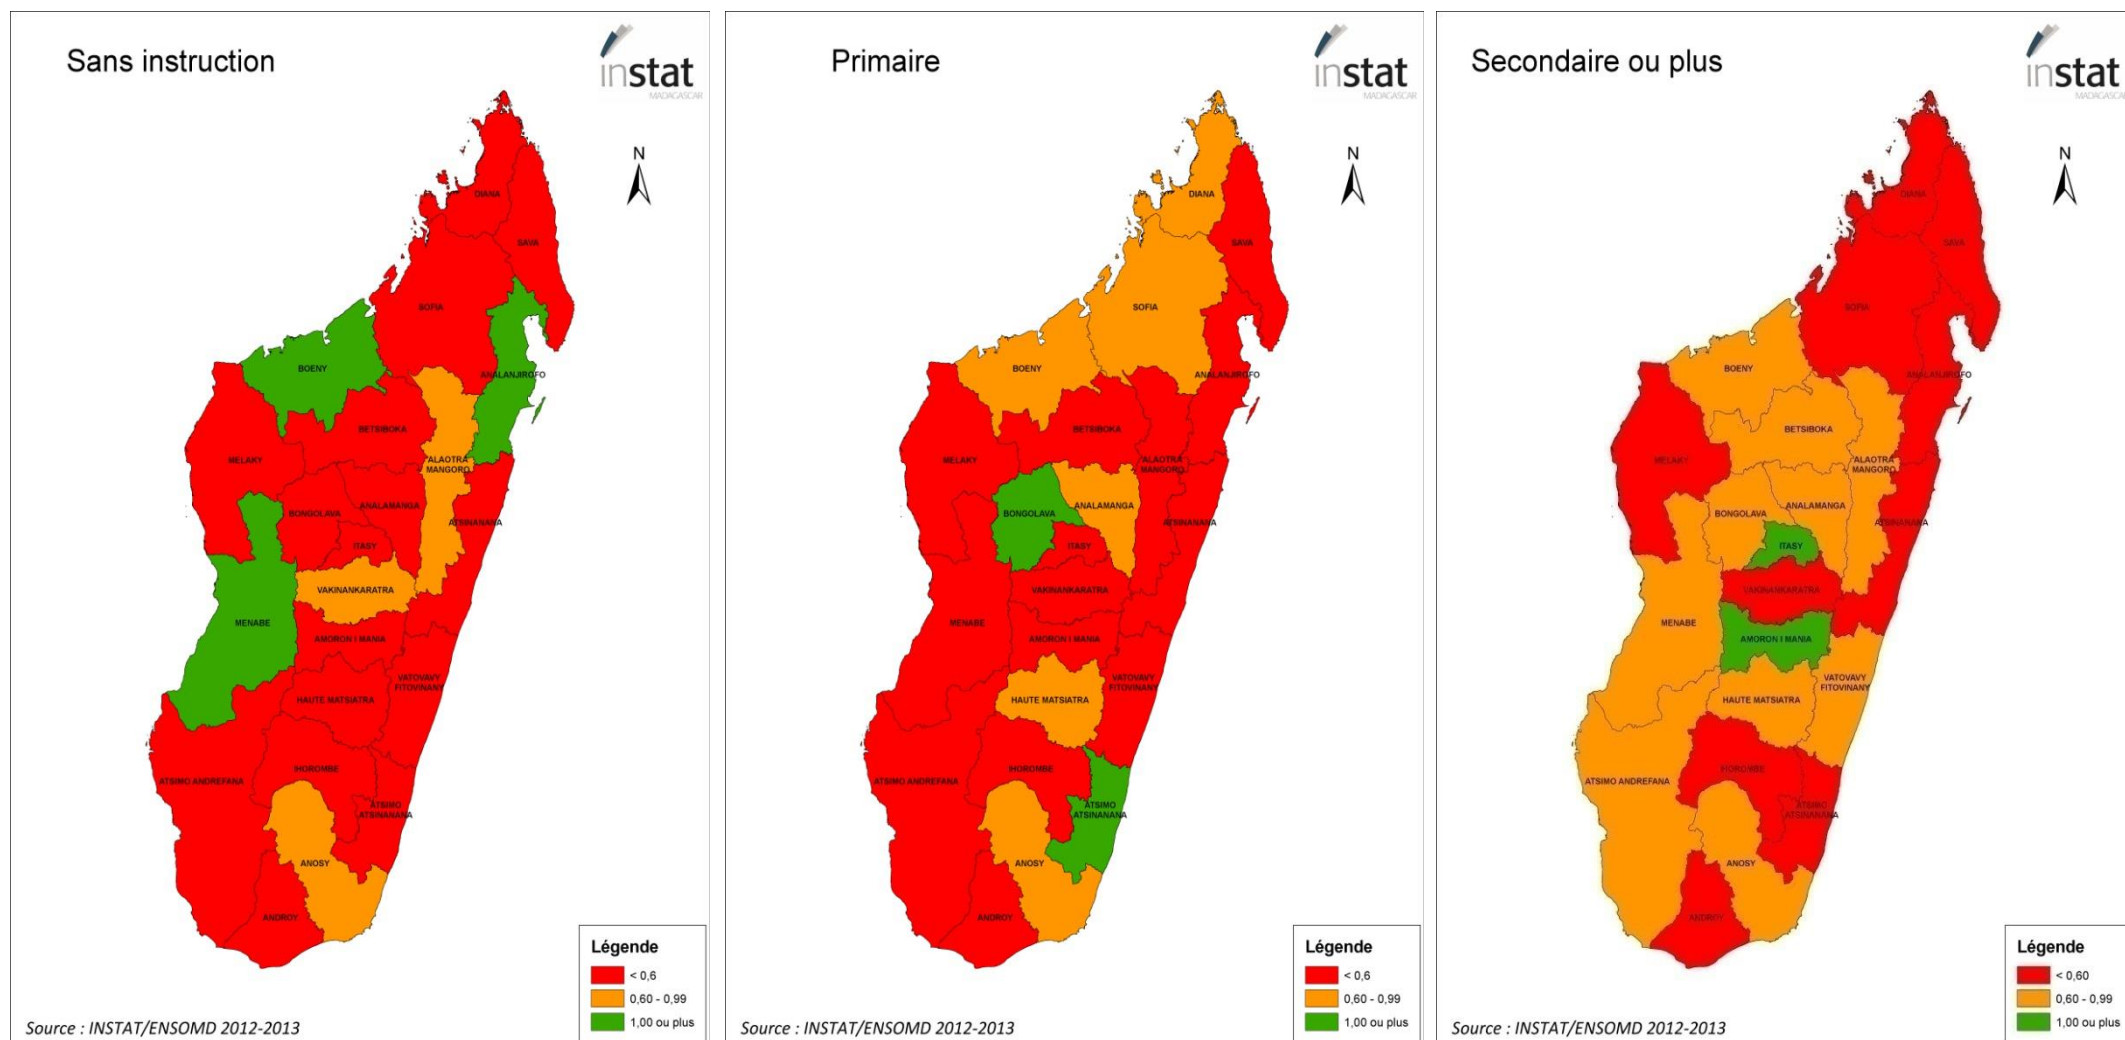 Sans instruction
instat
MADAGASCAR
N
DIANA
SAVA
SOFIA
BOENY
ANALANJIROFO
BETSIBOKA
MELAKY
ALAOTRA
MANGORO
ANALAMANGA
BONGOLAVA
ATSINANANA
ITASY
VAKINANKARATRA
MENABE
AMORON I MANIA
VATOVAVY
FITOVINANY
HAUTE MATSIATRA
IHOROMBE
ATSIMO ANDREFANA
ATSIMO
ATSINANANA
ANOSY
ANDROY
Légende
< 0,6
0,60 - 0,99
1,00 ou plus
Source : INSTAT/ENSOMD 2012-2013
Primaire
instat
MADAGASCAR
N
DIANA
SAVA
SOFIA
BOENY
ANALANJIROFO
BETSIBOKA
MELAKY
ALAOTRA
MANGORO
ANALAMANGA
BONGOLAVA
ATSINANANA
ITASY
VAKINANKARATRA
MENABE
AMORON I MANIA
VATOVAVY
FITOVINANY
HAUTE MATSIATRA
IHOROMBE
ATSIMO ANDREFANA
ATSIMO
ATSINANANA
ANOSY
ANDROY
Légende
< 0,6
0,60 - 0,99
1,00 ou plus
Source : INSTAT/ENSOMD 2012-2013
Secondaire ou plus
instat
MADAGASCAR
N
DIANA
SAVA
SOFIA
BOENY
ANALANJIROFO
BETSIBOKA
MELAKY
ALAOTRA
MANGORO
ANALAMANGA
BONGOLAVA
ATSINANANA
ITASY
VAKINANKARATRA
MENABE
AMORON I MANIA
VATOVAVY
FITOVINANY
HAUTE MATSIATRA
IHOROMBE
ATSIMO ANDREFANA
ATSIMO
ATSINANANA
ANOSY
ANDROY
Légende
< 0,60
0,60 - 0,99
1,00 ou plus
Source : INSTAT/ENSOMD 2012-2013